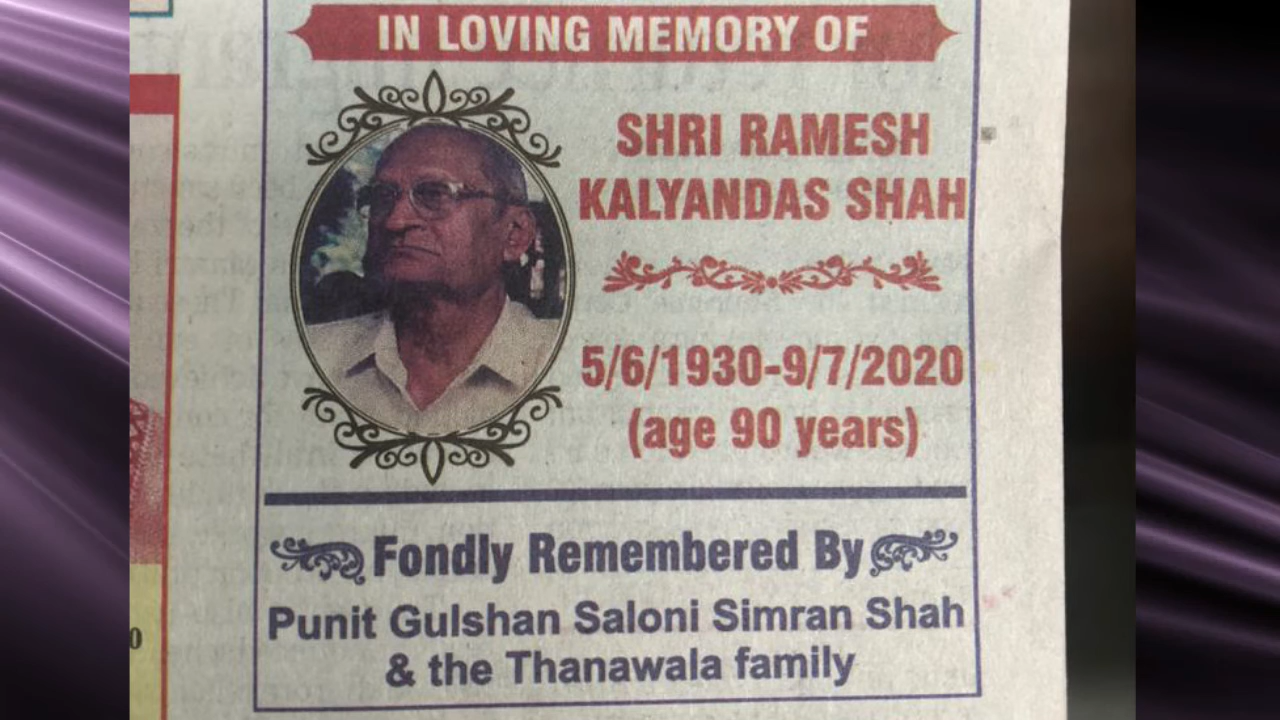 IN LOVING MEMORY OF
SHRI RAMESH
KALYANDAS SHAH
5/6/1930-9/7/2020
(age 90 years)
Fondly Remembered By
Punit Gulshan Saloni Simran Shah
& the Thanawala family
0